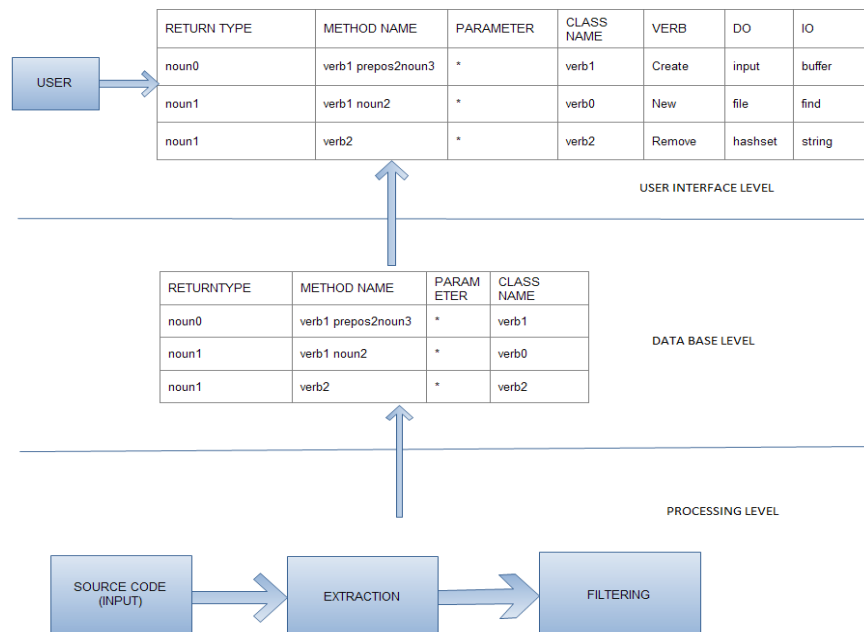 RETURN TYPE METHOD NAME PARAMETER CLASS NAME VERB DO IO
USER
noun0 verb1 prepos2noun3 * verb1 Create input buffer
noun1 verb1 noun2 * verb0 New file find
noun1 verb2 * verb2 Remove hashset string
USER INTERFACE LEVEL
RETURNTYPE METHOD NAME PARAM ETER CLASS NAME
noun0 verb1 prepos2noun3 * verb1
noun1 verb1 noun2 * verb0
noun1 verb2 * verb2
DATA BASE LEVEL
PROCESSING LEVEL
SOURCE CODE
(INPUT)
EXTRACTION
FILTERING